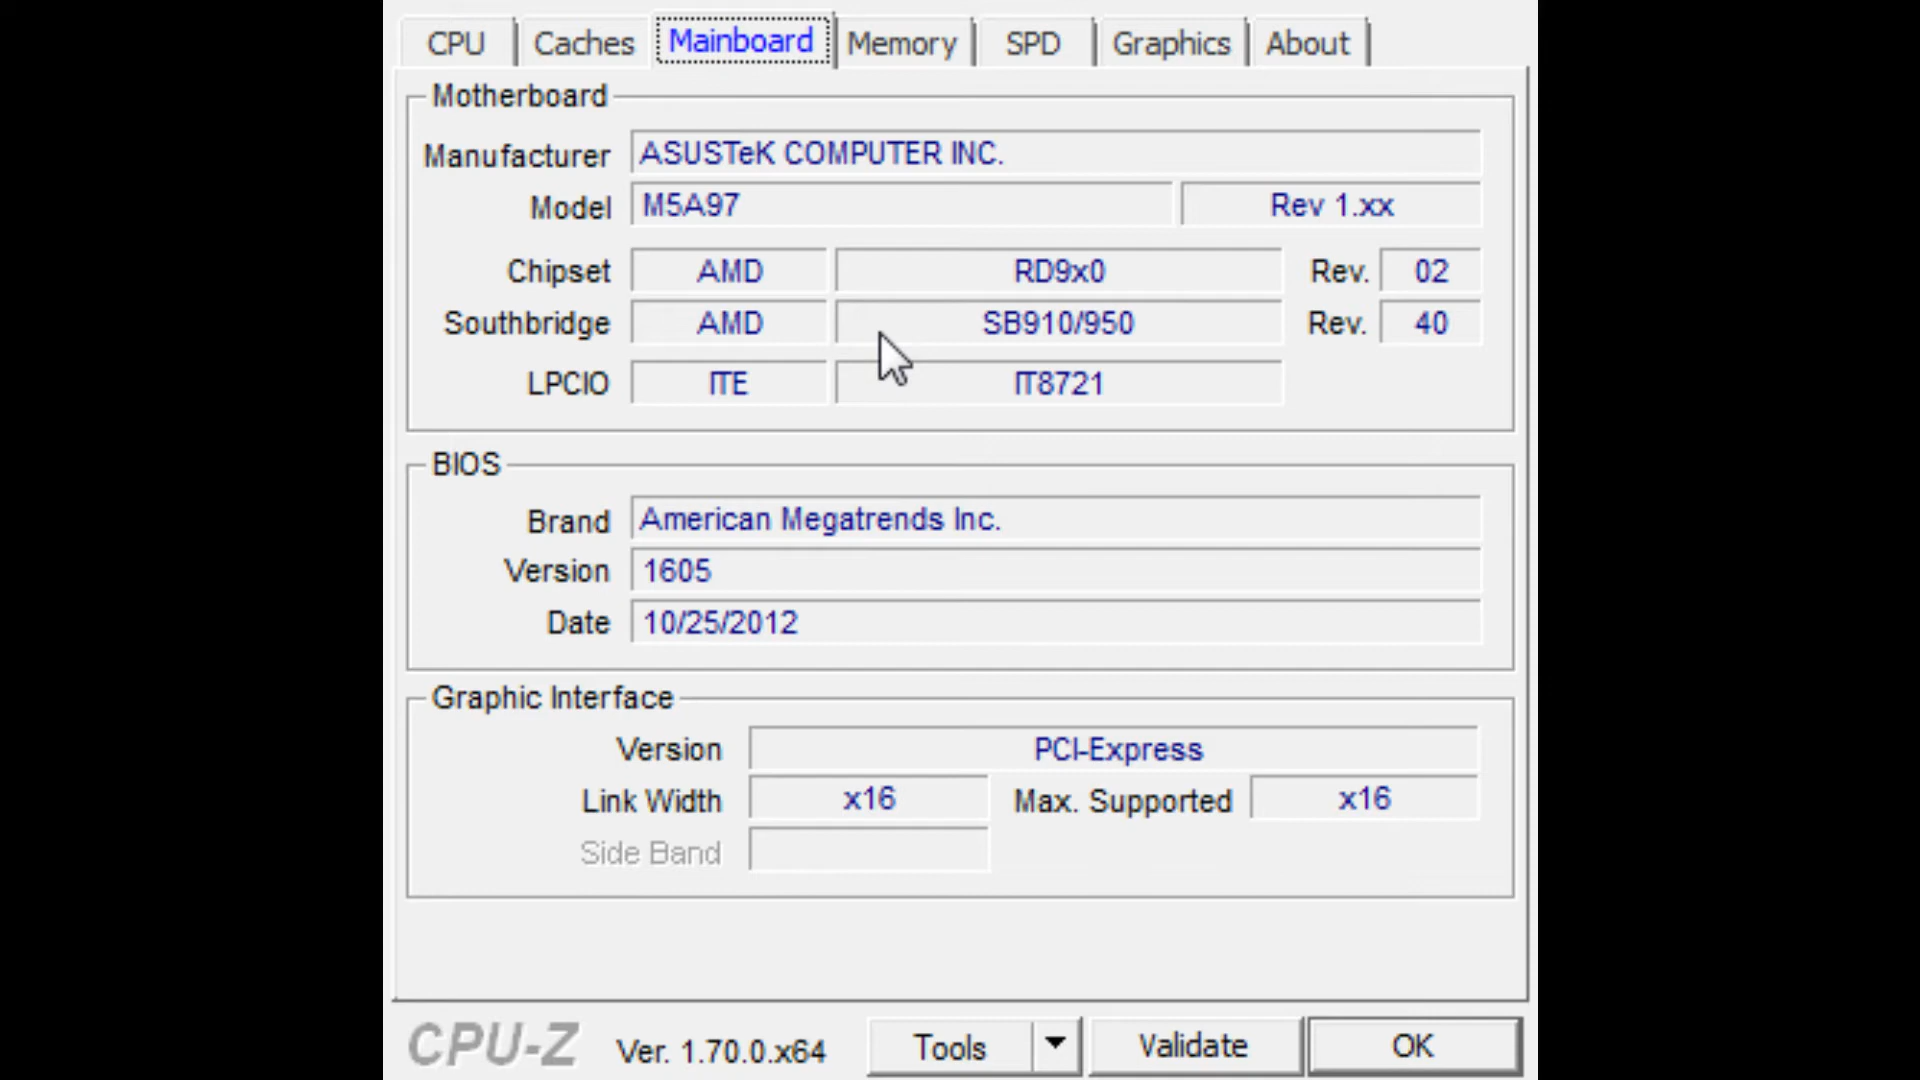 CPU Caches Mainboard Memory SPD Graphics About
Motherboard
Manufacturer ASUSTeK COMPUTER INC.
Model M5A97 Rev 1.xx
Chipset AMD RD9x0 Rev. 02
Southbridge AMD SB910/950 Rev. 40
LPCIO ITE IT8721
BIOS
Brand American Megatrends Inc.
Version 1605
Date 10/25/2012
Graphic Interface
Version PCI-Express
Link Width x16 Max. Supported x16
Side Band
CPU-Z Ver. 1.70.0.x64 Tools Validate OK